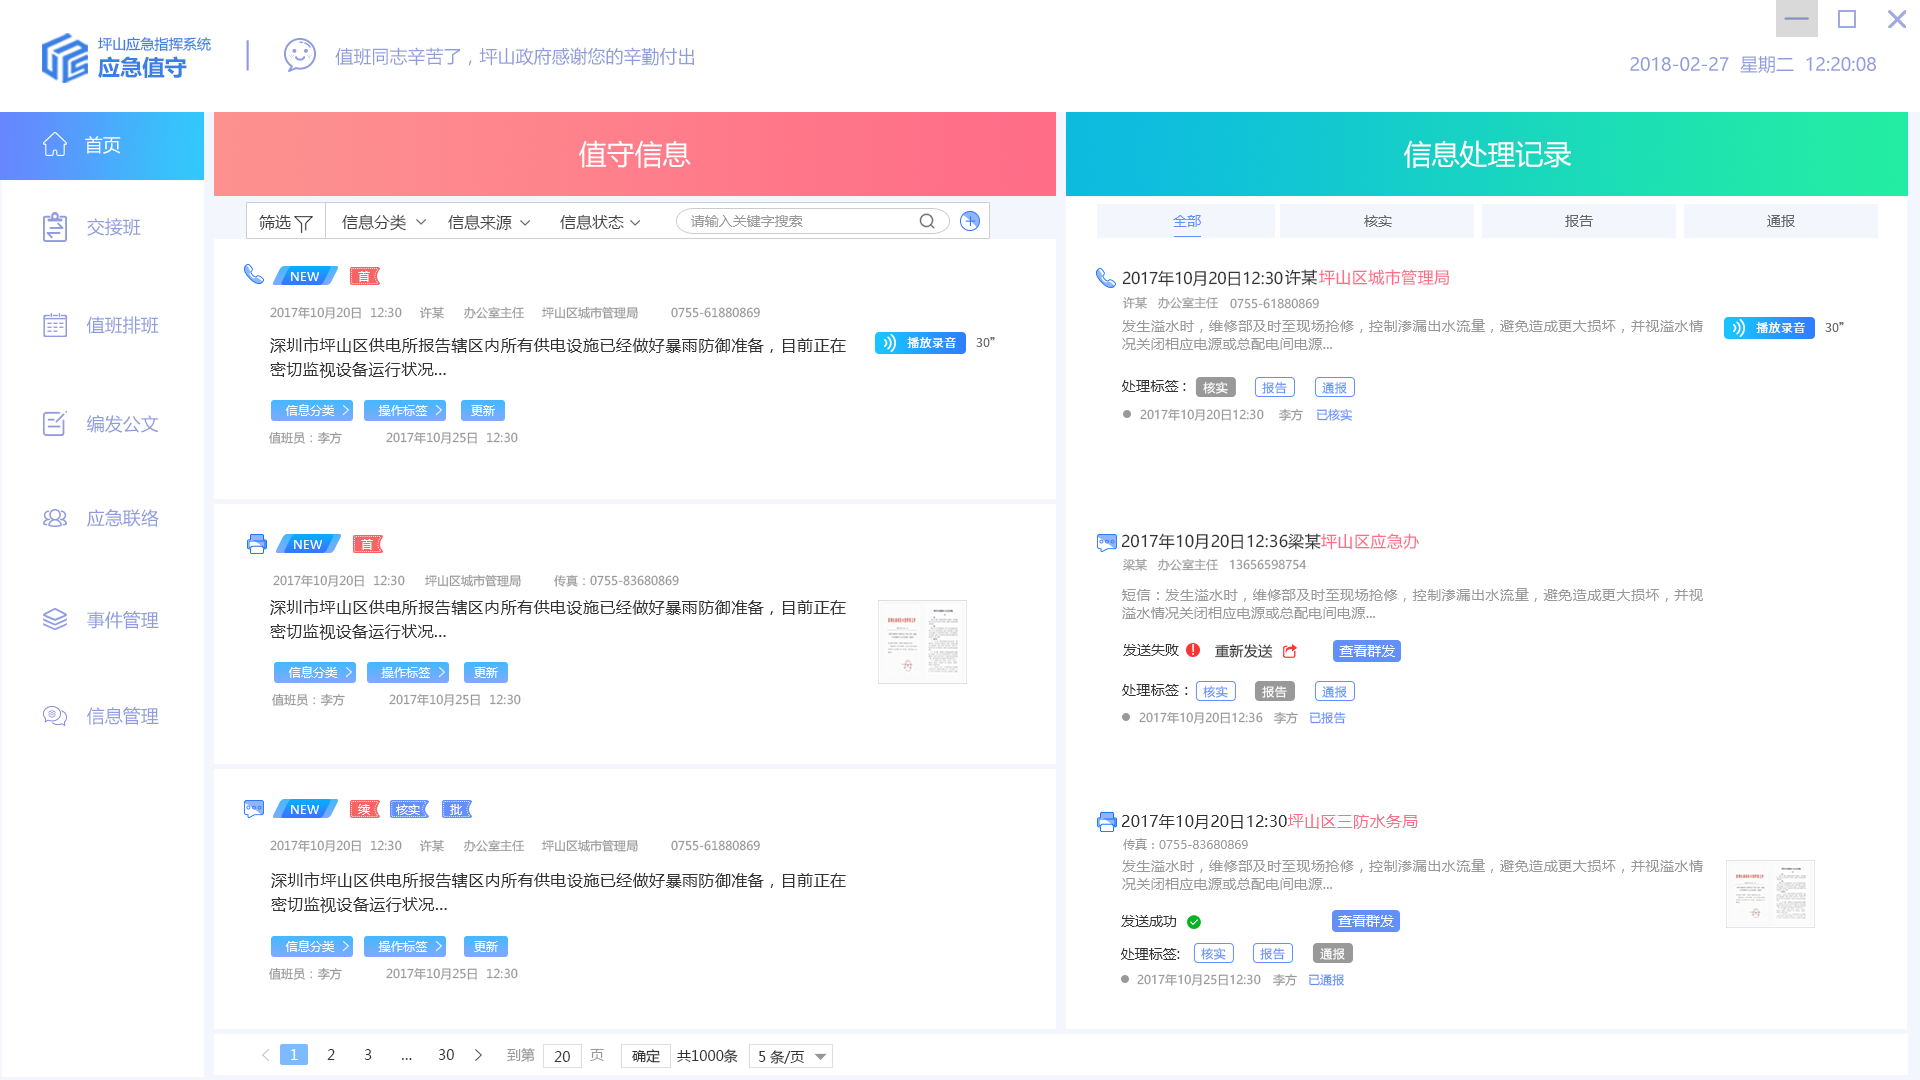 坪山应急指挥系统
应急值守
值班同志辛苦了，坪山政府感谢您的辛勤付出
2018-02-27 星期二 12:20:08
首页
交接班
值班排班
编发公文
应急联络
事件管理
信息管理
值守信息
筛选 信息分类 信息来源 信息状态 请输入关键字搜索
NEW 首
2017年10月20日 12:30 许某 办公室主任 坪山区城市管理局 0755-61880869
深圳市坪山区供电所报告辖区内所有供电设施已经做好暴雨防御准备，目前正在
密切监视设备运行状况...
播放录音 30”
信息分类 操作标签 更新
值班员：李方 2017年10月25日 12:30
NEW 首
2017年10月20日 12:30 坪山区城市管理局 传真：0755-83680869
深圳市坪山区供电所报告辖区内所有供电设施已经做好暴雨防御准备，目前正在
密切监视设备运行状况...
信息分类 操作标签 更新
值班员：李方 2017年10月25日 12:30
NEW 续 核实 批
2017年10月20日 12:30 许某 办公室主任 坪山区城市管理局 0755-61880869
深圳市坪山区供电所报告辖区内所有供电设施已经做好暴雨防御准备，目前正在
密切监视设备运行状况...
信息分类 操作标签 更新
值班员：李方 2017年10月25日 12:30
1 2 3 ... 30 到第 20 页 确定 共1000条 5 条/页
信息处理记录
全部 核实 报告 通报
2017年10月20日12:30许某坪山区城市管理局
许某 办公室主任 0755-61880869
发生溢水时，维修部及时至现场抢修，控制渗漏出水流量，避免造成更大损坏，并视溢水情
况关闭相应电源或总配电间电源...
播放录音 30”
处理标签： 核实 报告 通报
2017年10月20日12:30 李方 已核实
2017年10月20日12:36梁某坪山区应急办
梁某 办公室主任 13656598754
短信：发生溢水时，维修部及时至现场抢修，控制渗漏出水流量，避免造成更大损坏，并视
溢水情况关闭相应电源或总配电间电源...
发送失败 重新发送 查看群发
处理标签： 核实 报告 通报
2017年10月20日12:36 李方 已报告
2017年10月20日12:30坪山区三防水务局
传真：0755-83680869
发生溢水时，维修部及时至现场抢修，控制渗漏出水流量，避免造成更大损坏，并视溢水情
况关闭相应电源或总配电间电源...
发送成功 查看群发
处理标签: 核实 报告 通报
2017年10月25日12:30 李方 已通报